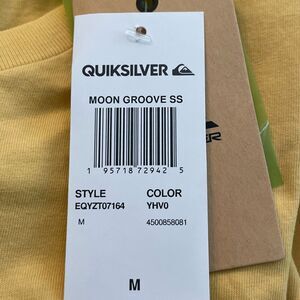 QUIKSILVER
MOON GROOVE SS
1 95718 72942 5
STYLE COLOR
EQYZT07164 YHV0
M 4500858081
M